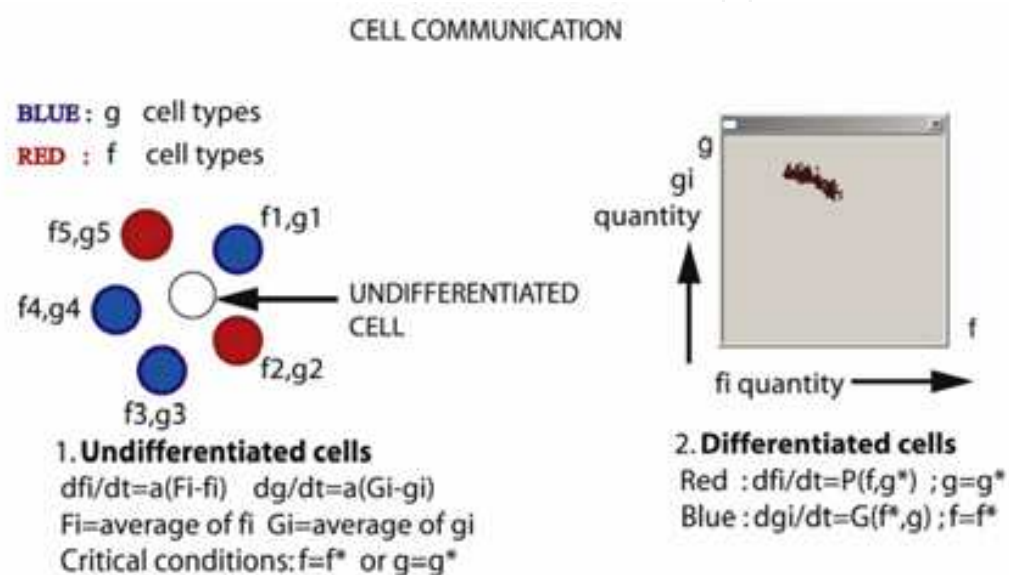 CELL COMMUNICATION
BLUE: g cell types
RED : f cell types
f5,g5
f1,g1
f4,g4
UNDIFFERENTIATED
CELL
f2,g2
f3,g3
g
gi
quantity
f
fi quantity
1. Undifferentiated cells
dfi/dt=a(Fi-fi) dg/dt=a(Gi-gi)
Fi=average of fi Gi=average of gi
Critical conditions: f=f* or g=g*
2. Differentiated cells
Red : dfi/dt=P(f,g*) ; g=g*
Blue : dgi/dt=G(f*,g) ; f=f*